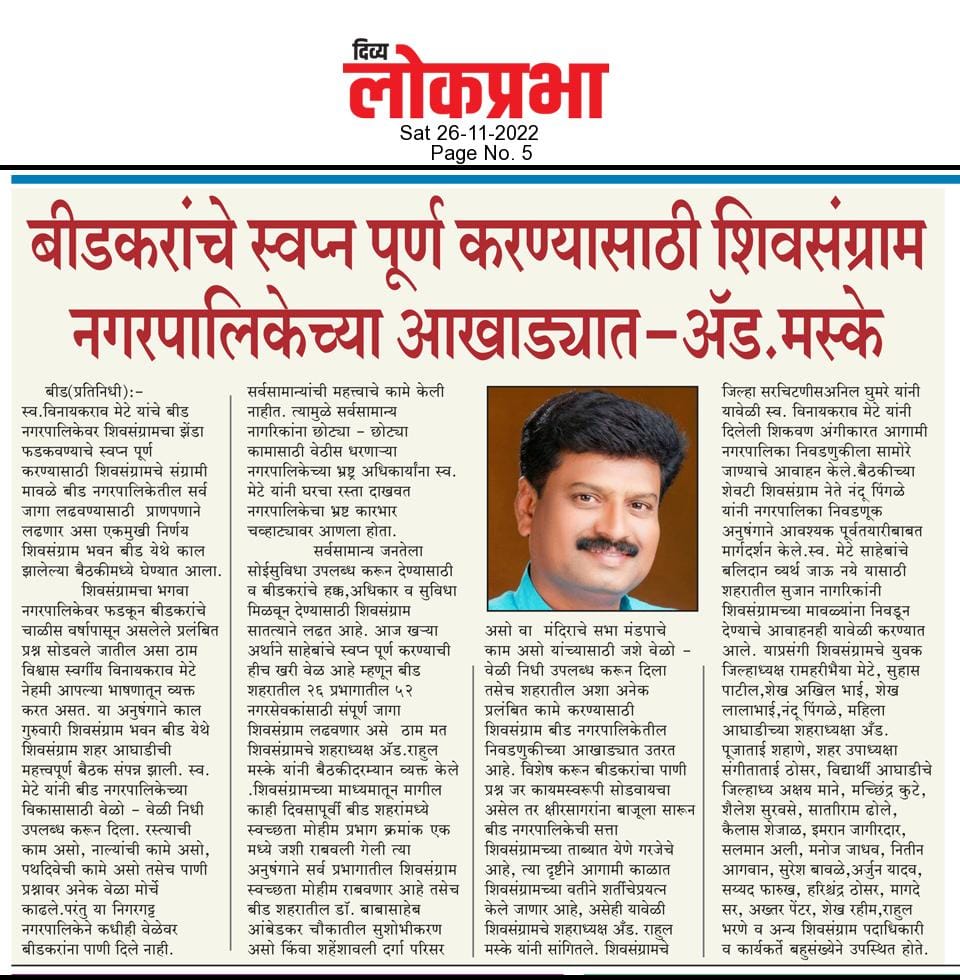 दिव्य
लोकप्रभा
Sat 26-11-2022
Page No. 5
बीडकरांचे स्वप्न पूर्ण करण्यासाठी शिवसंग्राम
नगरपालिकेच्या आखाड्यात-ॲड.मस्के
बीड(प्रतिनिधी):-
स्व.विनायकराव मेटे यांचे बीड
नगरपालिकेवर शिवसंग्रामचा झेंडा
फडकवण्याचे स्वप्न पूर्ण
करण्यासाठी शिवसंग्रामचे संग्रामी
मावळे बीड नगरपालिकेतील सर्व
जागा लढवण्यासाठी प्राणपणाने
लढणार असा एकमुखी निर्णय
शिवसंग्राम भवन बीड येथे काल
झालेल्या बैठकीमध्ये घेण्यात आला.
शिवसंग्रामचा भगवा
नगरपालिकेवर फडकून बीडकरांचे
चाळीस वर्षापासून असलेले प्रलंबित
प्रश्न सोडवले जातील असा ठाम
विश्वास स्वर्गीय विनायकराव मेटे
नेहमी आपल्या भाषणातून व्यक्त
करत असत. या अनुषंगाने काल
गुरुवारी शिवसंग्राम भवन बीड येथे
शिवसंग्राम शहर आघाडीची
महत्त्वपूर्ण बैठक संपन्न झाली. स्व.
मेटे यांनी बीड नगरपालिकेच्या
विकासासाठी वेळो - वेळी निधी
उपलब्ध करून दिला. रस्त्याची
काम असो, नाल्यांची कामे असो,
पथदिवेची कामे असो तसेच पाणी
प्रश्नावर अनेक वेळा मोर्चे
काढले.परंतु या निगरगट्ट
नगरपालिकेने कधीही वेळेवर
बीडकरांना पाणी दिले नाही.
सर्वसामान्यांची महत्त्वाचे कामे केली
नाहीत. त्यामुळे सर्वसामान्य
नागरिकांना छोट्या - छोट्या
कामासाठी वेठीस धरणाऱ्या
नगरपालिकेच्या भ्रष्ट अधिकार्यांना स्व.
मेटे यांनी घरचा रस्ता दाखवत
नगरपालिकेचा भ्रष्ट कारभार
चव्हाट्यावर आणला होता.
सर्वसामान्य जनतेला
सोईसुविधा उपलब्ध करून देण्यासाठी
व बीडकरांचे हक्क,अधिकार व सुविधा
मिळवून देण्यासाठी शिवसंग्राम
सातत्याने लढत आहे. आज खऱ्या
अर्थाने साहेबांचे स्वप्न पूर्ण करण्याची
हीच खरी वेळ आहे म्हणून बीड
शहरातील २६ प्रभागातील ५२
नगरसेवकांसाठी संपूर्ण जागा
शिवसंग्राम लढवणार असे ठाम मत
शिवसंग्रामचे शहराध्यक्ष ॲड.राहुल
मस्के यांनी बैठकीदरम्यान व्यक्त केले
.शिवसंग्रामच्या माध्यमातून मागील
काही दिवसापूर्वी बीड शहरांमध्ये
स्वच्छता मोहीम प्रभाग क्रमांक एक
मध्ये जशी राबवली गेली त्या
अनुषंगाने सर्व प्रभागातील शिवसंग्राम
स्वच्छता मोहीम राबवणार आहे तसेच
बीड शहरातील डॉ. बाबासाहेब
आंबेडकर चौकातील सुशोभीकरण
असो किंवा शहेंशावली दर्गा परिसर
असो वा मंदिराचे सभा मंडपाचे
काम असो यांच्यासाठी जशे वेळो -
वेळी निधी उपलब्ध करून दिला
तसेच शहरातील अशा अनेक
प्रलंबित कामे करण्यासाठी
शिवसंग्राम बीड नगरपालिकेतील
निवडणुकीच्या आखाड्यात उतरत
आहे. विशेष करून बीडकरांचा पाणी
प्रश्न जर कायमस्वरूपी सोडवायचा
असेल तर क्षीरसागरांना बाजूला सारून
बीड नगरपालिकेची सत्ता
शिवसंग्रामच्या ताब्यात येणे गरजेचे
आहे, त्या दृष्टीने आगामी काळात
शिवसंग्रामच्या वतीने शर्तीचेप्रयत्न
केले जाणार आहे, असेही यावेळी
शिवसंग्रामचे शहराध्यक्ष ॲड. राहुल
मस्के यांनी सांगितले. शिवसंग्रामचे
जिल्हा सरचिटणीसअनिल घुमरे यांनी
यावेळी स्व. विनायकराव मेटे यांनी
दिलेली शिकवण अंगीकारत आगामी
नगरपालिका निवडणुकीला सामोरे
जाण्याचे आवाहन केले.बैठकीच्या
शेवटी शिवसंग्राम नेते नंदू पिंगळे
यांनी नगरपालिका निवडणूक
अनुषंगाने आवश्यक पूर्वतयारीबाबत
मार्गदर्शन केले.स्व. मेटे साहेबांचे
बलिदान व्यर्थ जाऊ नये यासाठी
शहरातील सुजान नागरिकांनी
शिवसंग्रामच्या मावळ्यांना निवडून
देण्याचे आवाहनही यावेळी करण्यात
आले. याप्रसंगी शिवसंग्रामचे युवक
जिल्हाध्यक्ष रामहरीभैया मेटे, सुहास
पाटील,शेख अखिल भाई, शेख
लालाभाई,नंदू पिंगळे, महिला
आघाडीच्या शहराध्यक्षा ॲड.
पूजाताई शहाणे, शहर उपाध्यक्षा
संगीताताई ठोसर, विद्यार्थी आघाडीचे
जिल्हाध्य अक्षय माने, मच्छिंद्र कुटे,
शैलेश सुरवसे, सातीराम ढोले,
कैलास शेजाळ, इमरान जागीरदार,
सलमान अली, मनोज जाधव, नितीन
आगवान, सुरेश बावळे,अर्जुन यादव,
सय्यद फारुख, हरिश्चंद्र ठोसर, मागदे
सर, अख्तर पेंटर, शेख रहीम,राहुल
भरणे व अन्य शिवसंग्राम पदाधिकारी
व कार्यकर्ते बहुसंख्येने उपस्थित होते.